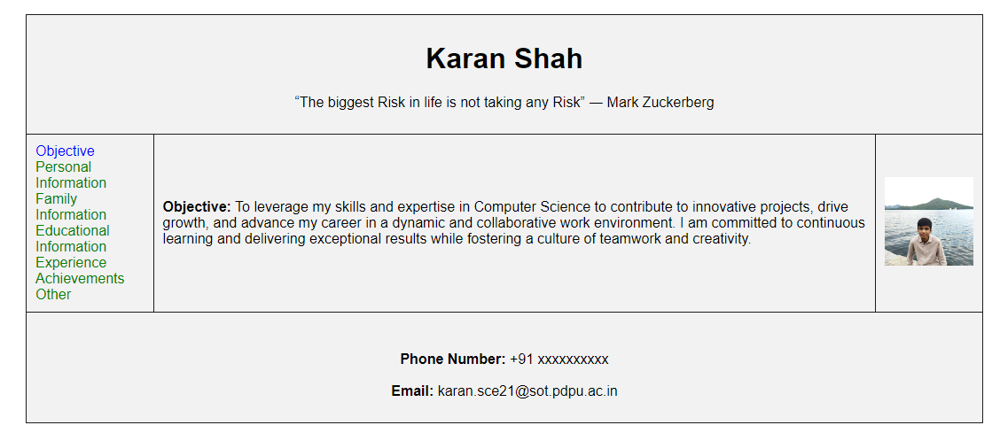 Karan Shah
“The biggest Risk in life is not taking any Risk” — Mark Zuckerberg
Objective
Personal
Information
Family
Information
Educational
Information
Experience
Achievements
Other
Objective: To leverage my skills and expertise in Computer Science to contribute to innovative projects, drive
growth, and advance my career in a dynamic and collaborative work environment. I am committed to continuous
learning and delivering exceptional results while fostering a culture of teamwork and creativity.
Phone Number: +91 xxxxxxxxxx
Email: karan.sce21@sot.pdpu.ac.in